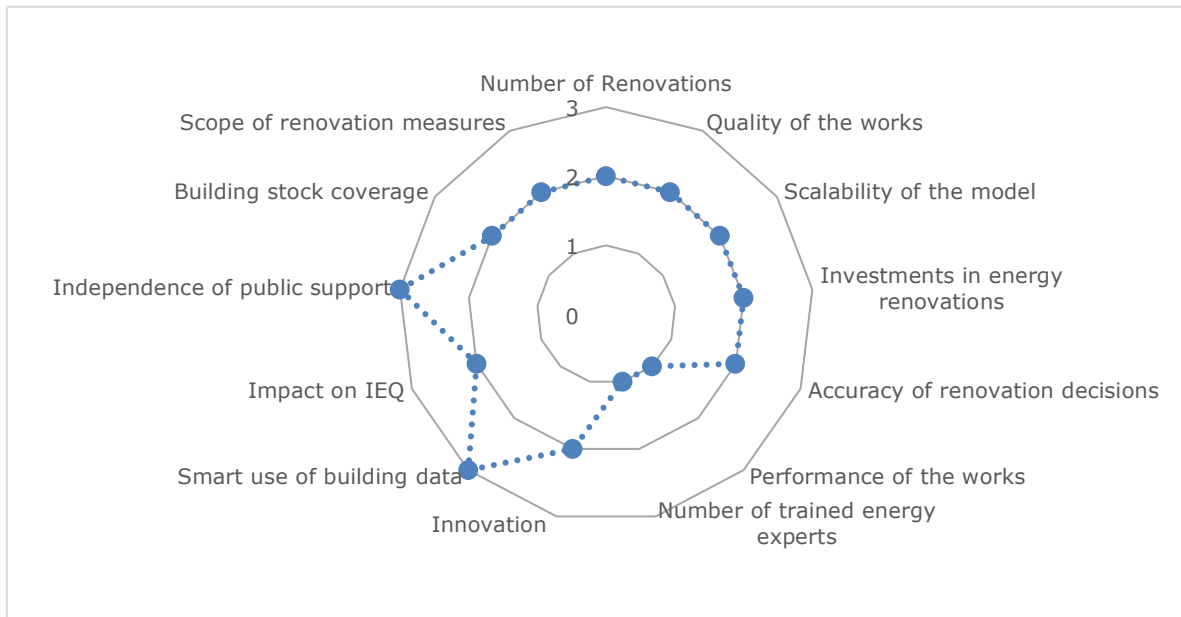 Number of Renovations
3
Scope of renovation measures
Quality of the works
2
Building stock coverage
Scalability of the model
1
Independence of public support
Investments in energy
renovations
0
Impact on IEQ
Accuracy of renovation decisions
Smart use of building data
Performance of the works
Innovation
Number of trained energy
experts